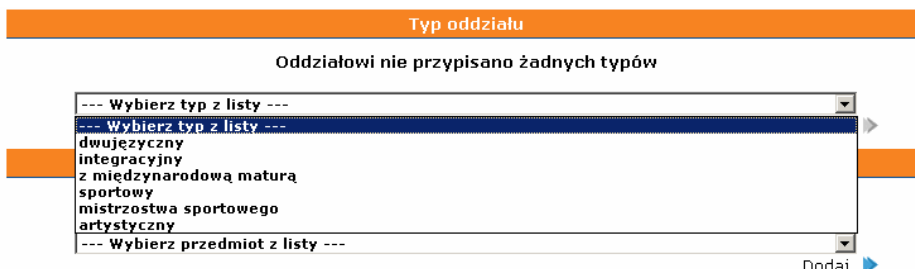 Typ oddziału
Oddziałowi nie przypisano żadnych typów
--- Wybierz typ z listy ---
--- Wybierz typ z listy ---
dwujęzyczny
integracyjny
z międzynarodową maturą
sportowy
mistrzostwa sportowego
artystyczny
--- Wybierz przedmiot z listy ---
Dodaj